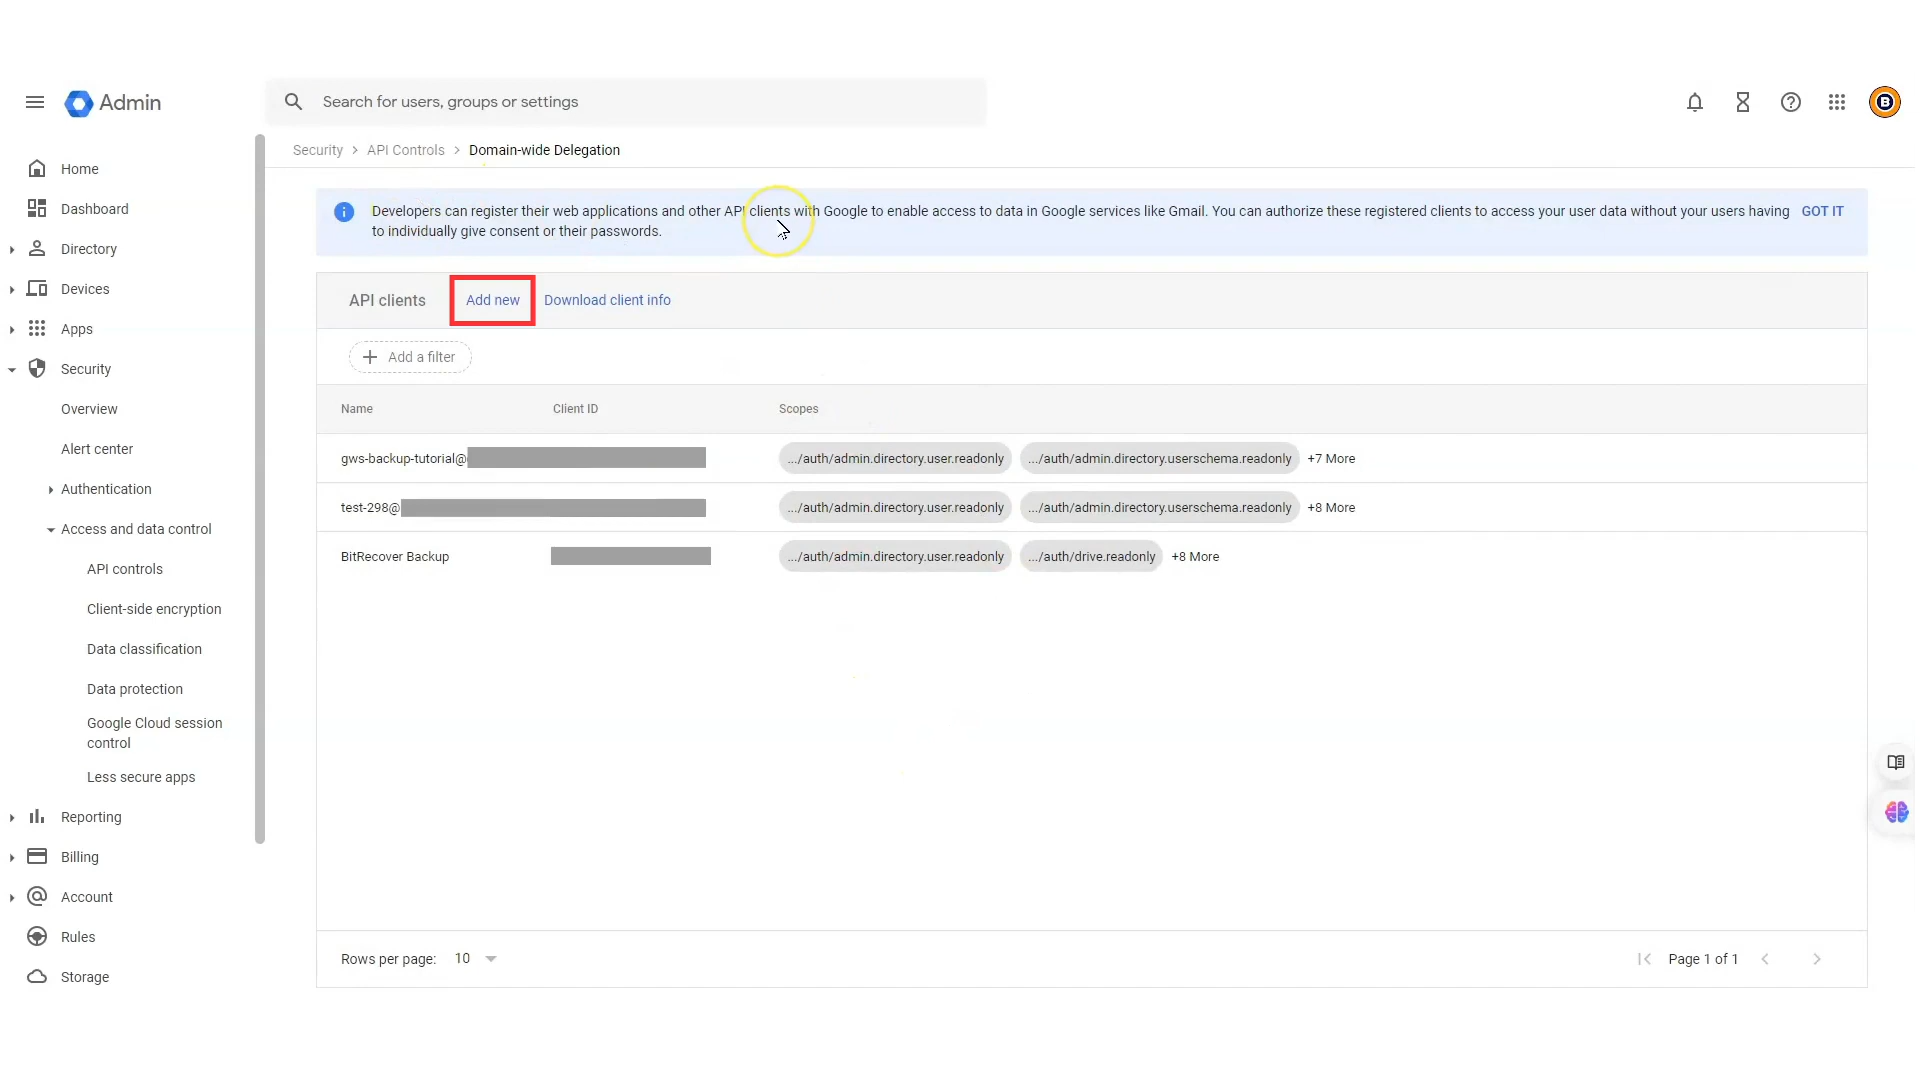 Admin
Search for users, groups or settings
Security > API Controls > Domain-wide Delegation
Home
Dashboard
Directory
Devices
Apps
Security
Overview
Alert center
Authentication
Access and data control
API controls
Client-side encryption
Data classification
Data protection
Google Cloud session
control
Less secure apps
Reporting
Billing
Account
Rules
Storage
Developers can register their web applications and other API clients with Google to enable access to data in Google services like Gmail. You can authorize these registered clients to access your user data without your users having GOT IT
to individually give consent or their passwords.
API clients Add new Download client info
Add a filter
Name Client ID Scopes
gws-backup-tutorial@ .../auth/admin.directory.user.readonly .../auth/admin.directory.userschema.readonly +7 More
test-298@ .../auth/admin.directory.user.readonly .../auth/admin.directory.userschema.readonly +8 More
BitRecover Backup .../auth/admin.directory.user.readonly .../auth/drive.readonly +8 More
Rows per page: 10 Page 1 of 1